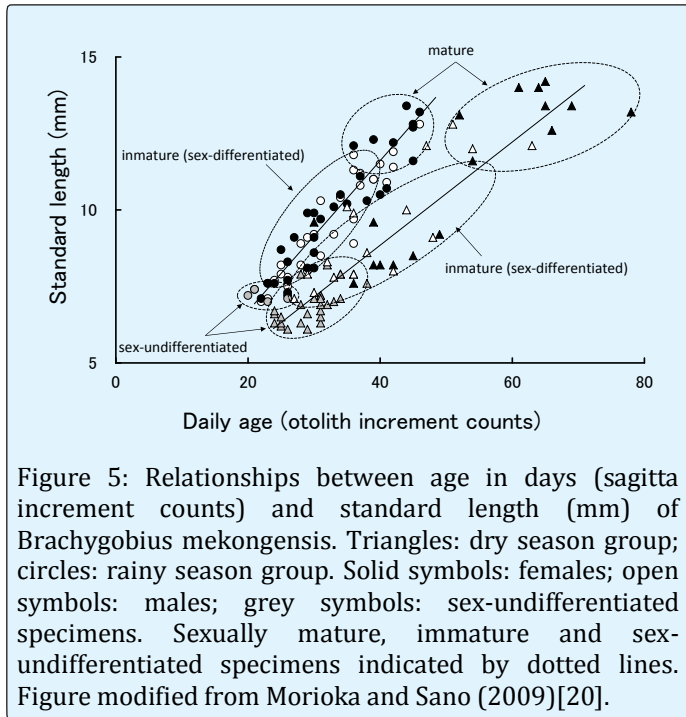 15
10
5
0
20
40
60
80
Standard length (mm)
Daily age (otolith increment counts)
mature
inmature (sex-differentiated)
inmature (sex-differentiated)
sex-undifferentiated
Figure 5: Relationships between age in days (sagitta
increment counts) and standard length (mm) of
Brachygobius mekongensis. Triangles: dry season group;
circles: rainy season group. Solid symbols: females; open
symbols: males; grey symbols: sex-undifferentiated
specimens. Sexually mature, immature and sex-
undifferentiated specimens indicated by dotted lines.
Figure modified from Morioka and Sano (2009)[20].